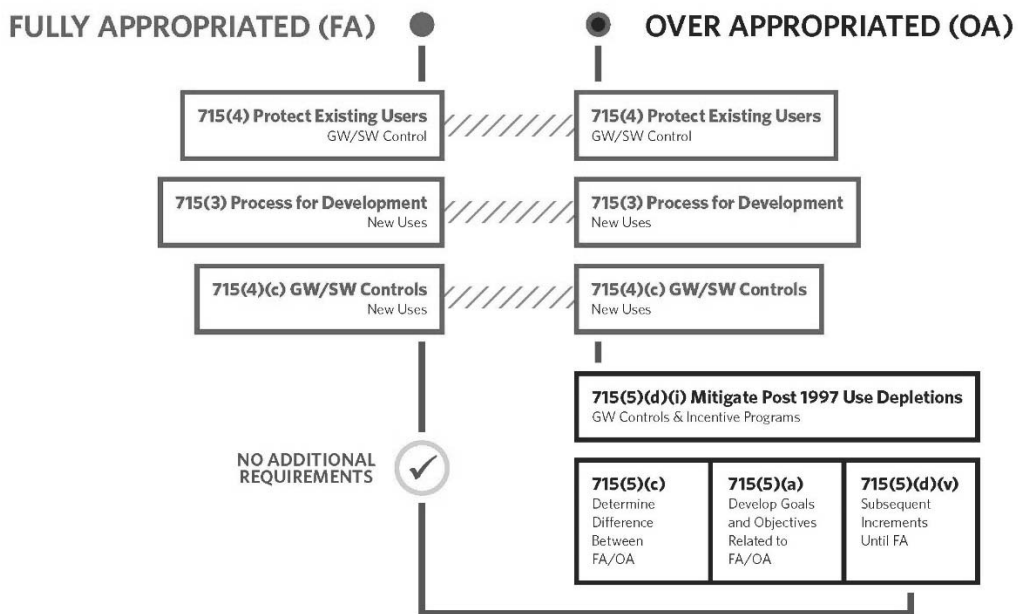 FULLY APPROPRIATED (FA)
OVER APPROPRIATED (OA)
715(4) Protect Existing Users
GW/SW Control
715(4) Protect Existing Users
GW/SW Control
715(3) Process for Development
New Uses
715(3) Process for Development
New Uses
715(4)(c) GW/SW Controls
New Uses
715(4)(c) GW/SW Controls
New Uses
715(5)(d)(i) Mitigate Post 1997 Use Depletions
GW Controls & Incentive Programs
NO ADDITIONAL
REQUIREMENTS
715(5)(c)
Determine
Difference
Between
FA/OA
715(5)(a)
Develop Goals
and Objectives
Related to
FA/OA
715(5)(d)(v)
Subsequent
Increments
Until FA